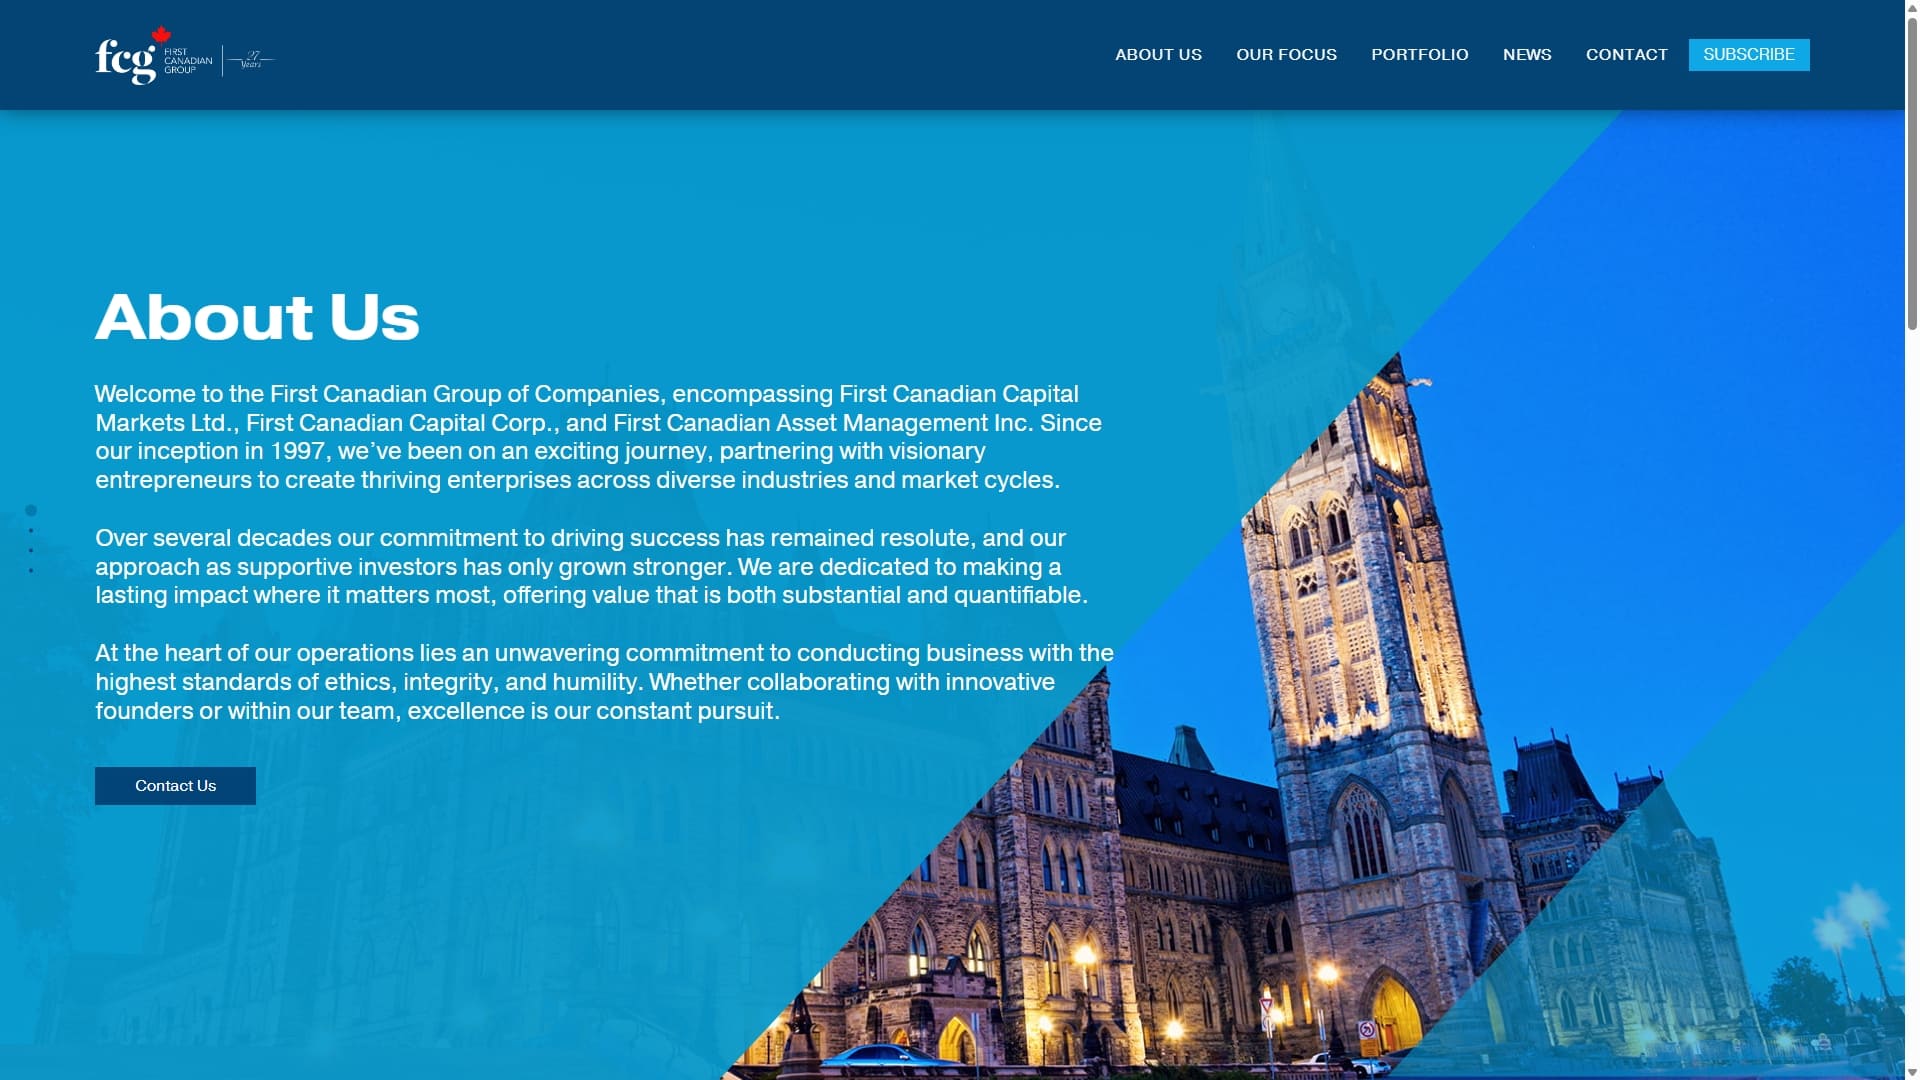 fcg
FIRST
CANADIAN
GROUP
27
Years
ABOUT US
OUR FOCUS
PORTFOLIO
NEWS
CONTACT
SUBSCRIBE
About Us
Welcome to the First Canadian Group of Companies, encompassing First Canadian Capital
Markets Ltd., First Canadian Capital Corp., and First Canadian Asset Management Inc. Since
our inception in 1997, we’ve been on an exciting journey, partnering with visionary
entrepreneurs to create thriving enterprises across diverse industries and market cycles.
Over several decades our commitment to driving success has remained resolute, and our
approach as supportive investors has only grown stronger. We are dedicated to making a
lasting impact where it matters most, offering value that is both substantial and quantifiable.
At the heart of our operations lies an unwavering commitment to conducting business with the
highest standards of ethics, integrity, and humility. Whether collaborating with innovative
founders or within our team, excellence is our constant pursuit.
Contact Us